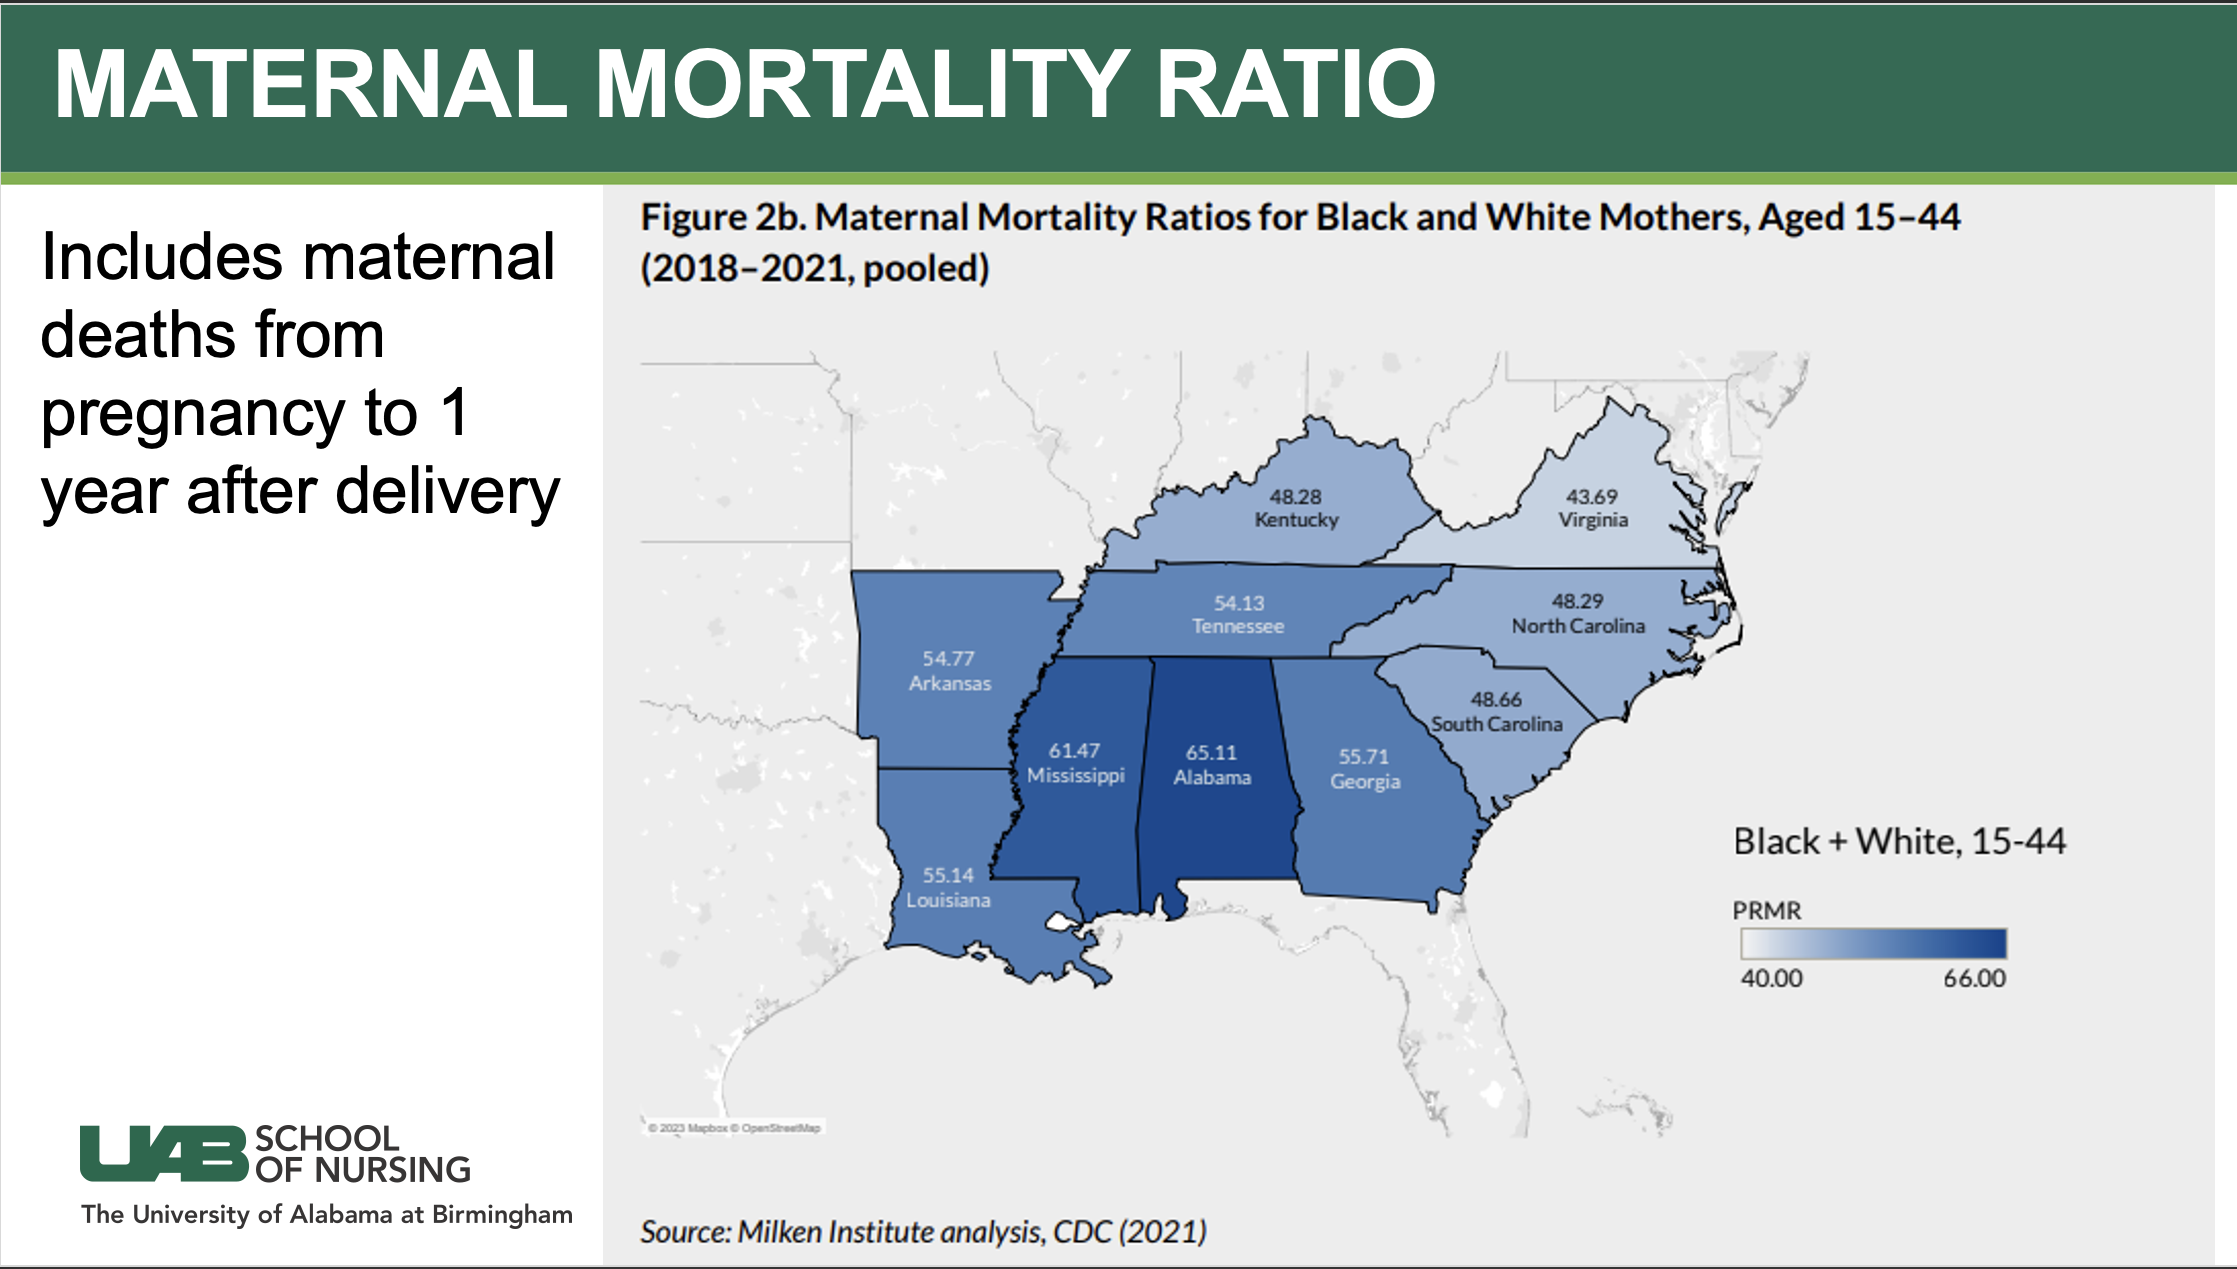 MATERNAL MORTALITY RATIO
Includes maternal
deaths from
pregnancy to 1
year after delivery
Figure 2b. Maternal Mortality Ratios for Black and White Mothers, Aged 15–44
(2018–2021, pooled)
48.28
Kentucky
43.69
Virginia
54.13
Tennessee
48.29
North Carolina
54.77
Arkansas
48.66
South Carolina
61.47
Mississippi
65.11
Alabama
55.71
Georgia
55.14
Louisiana
Black + White, 15-44
PRMR
40.00 66.00
© 2023 Mapbox © OpenStreetMap
Source: Milken Institute analysis, CDC (2021)
UAB SCHOOL
OF NURSING
The University of Alabama at Birmingham